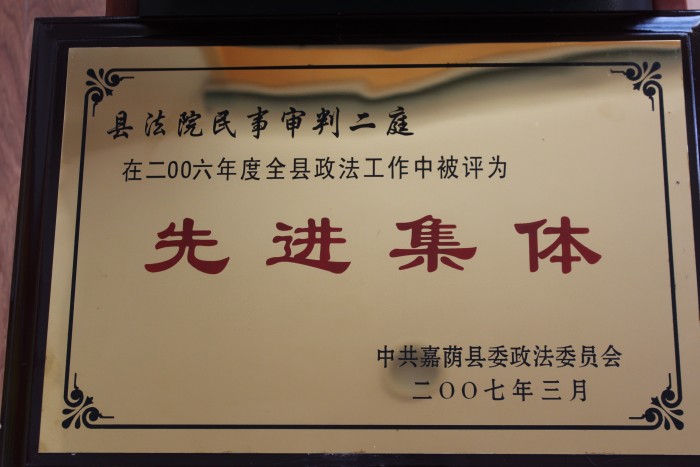 县法院民事审判二庭
在二00六年度全县政法工作中被评为
先进集体
中共嘉荫县委政法委员会
二〇〇七年三月